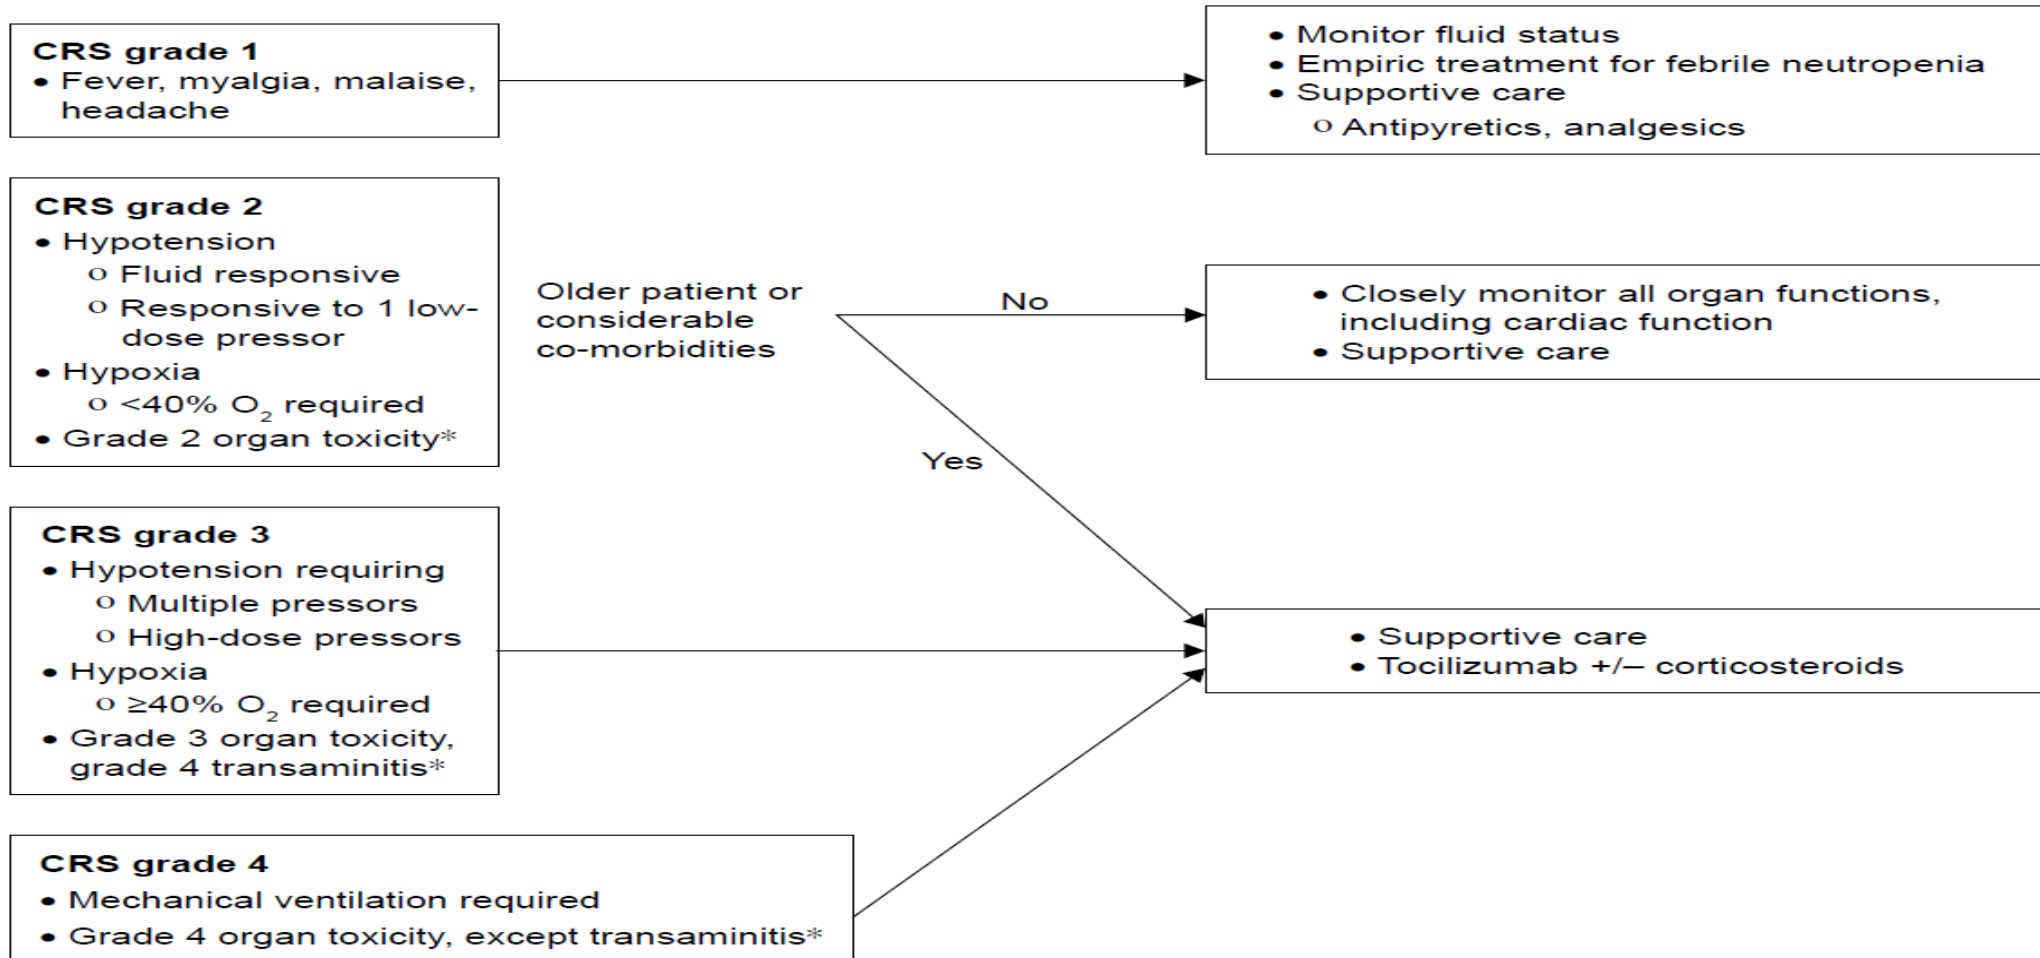 CRS grade 1
• Fever, myalgia, malaise,
headache
• Monitor fluid status
• Empiric treatment for febrile neutropenia
• Supportive care
o Antipyretics, analgesics
CRS grade 2
• Hypotension
o Fluid responsive
o Responsive to 1 low-
dose pressor
• Hypoxia
o <40% O₂ required
• Grade 2 organ toxicity*
Older patient or
considerable
co-morbidities
No
Yes
• Closely monitor all organ functions,
including cardiac function
• Supportive care
CRS grade 3
• Hypotension requiring
o Multiple pressors
o High-dose pressors
• Hypoxia
o ≥40% O₂ required
• Grade 3 organ toxicity,
grade 4 transaminitis*
• Supportive care
• Tocilizumab +/– corticosteroids
CRS grade 4
• Mechanical ventilation required
• Grade 4 organ toxicity, except transaminitis*